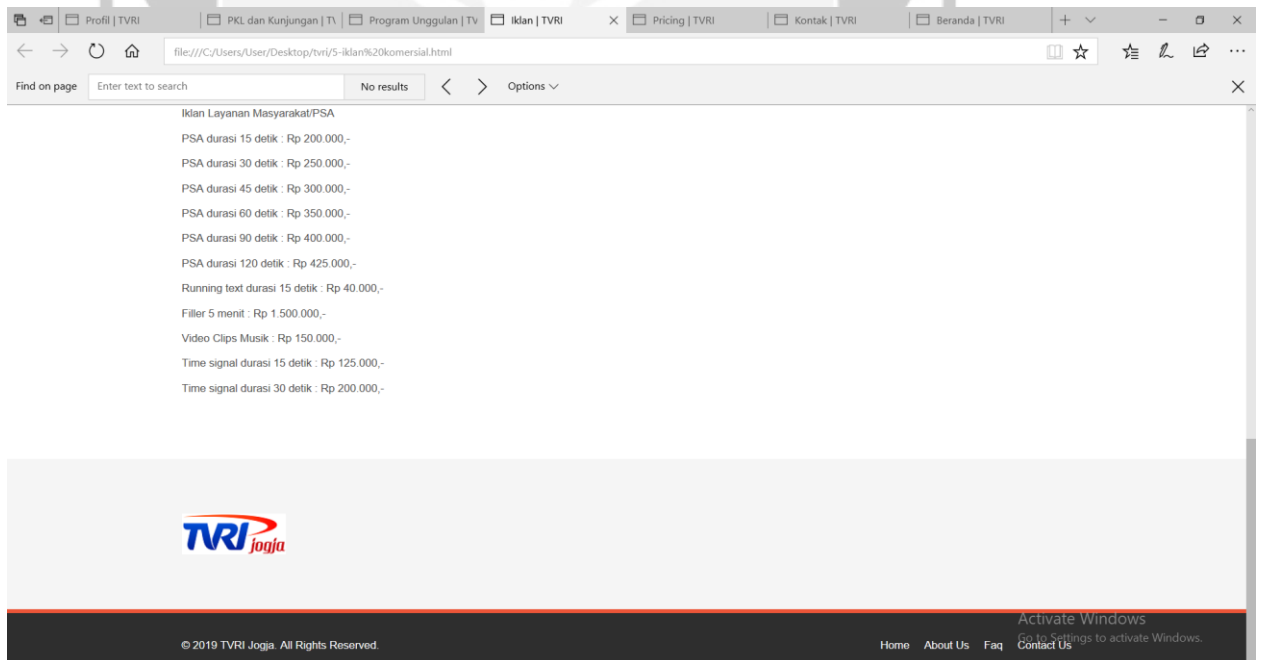 Profil | TVRI PKL dan Kunjungan | T\ Program Unggulan | TV Iklan | TVRI Pricing | TVRI Kontak | TVRI Beranda | TVRI
file:///C:/Users/User/Desktop/tvri/5-iklan%20komersial.html
Find on page Enter text to search No results Options
Iklan Layanan Masyarakat/PSA
PSA durasi 15 detik : Rp 200.000,-
PSA durasi 30 detik : Rp 250.000,-
PSA durasi 45 detik : Rp 300.000,-
PSA durasi 60 detik : Rp 350.000,-
PSA durasi 90 detik : Rp 400.000,-
PSA durasi 120 detik : Rp 425.000,-
Running text durasi 15 detik : Rp 40.000,-
Filler 5 menit : Rp 1.500.000,-
Video Clips Musik : Rp 150.000,-
Time signal durasi 15 detik : Rp 125.000,-
Time signal durasi 30 detik : Rp 200.000,-
TVRI jogja
Activate Windows
Go to Settings to activate Windows.
© 2019 TVRI Jogja. All Rights Reserved. Home About Us Faq Contact Us